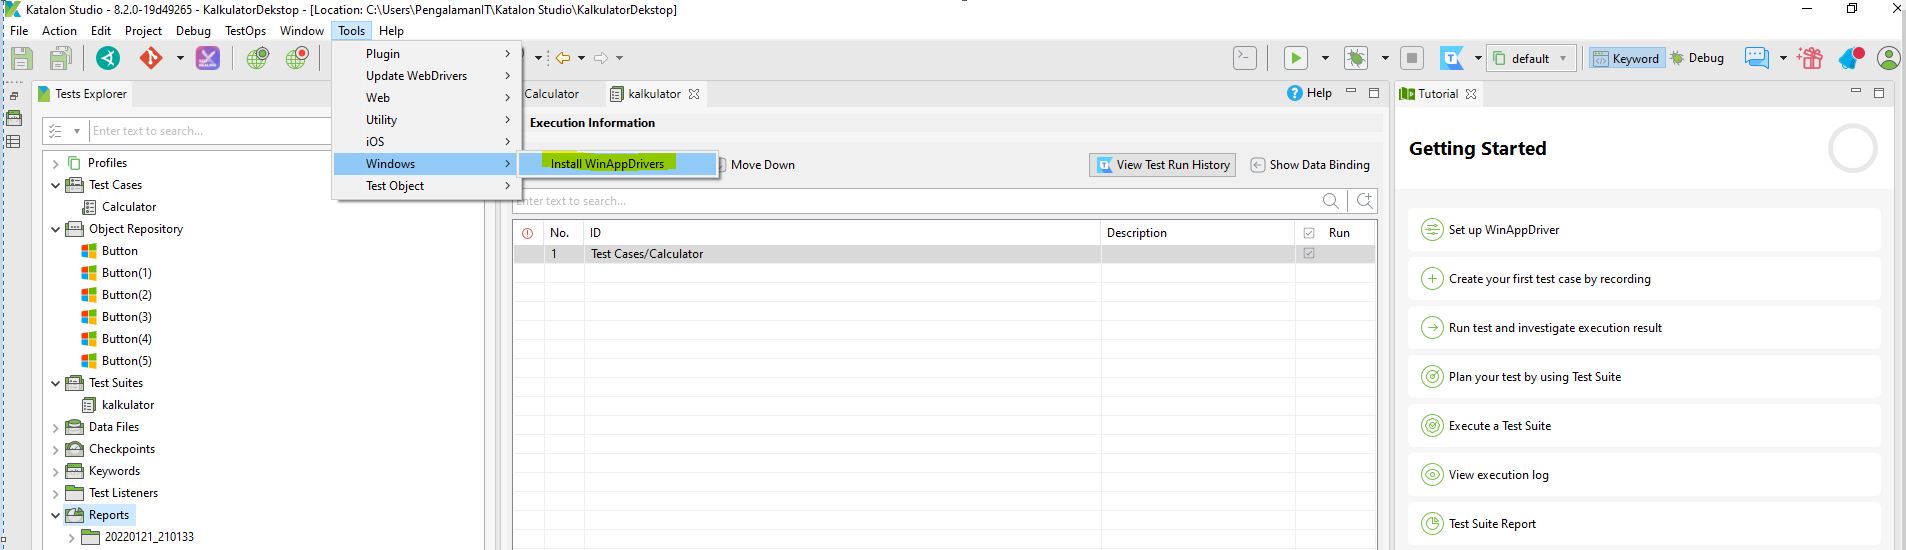 Katalon Studio - 8.2.0-19d49265 - KalkulatorDekstop - [Location: C:\Users\PengalamanIT\Katalon Studio\KalkulatorDekstop]
File Action Edit Project Debug TestOps Window Tools Help
default Keyword Debug
Plugin
Update WebDrivers
Web
Utility
iOS
Windows
Test Object
Install WinAppDrivers
Tests Explorer
Enter text to search...
Profiles
Test Cases
Calculator
Object Repository
Button
Button(1)
Button(2)
Button(3)
Button(4)
Button(5)
Test Suites
kalkulator
Data Files
Checkpoints
Keywords
Test Listeners
Reports
20220121_210133
Calculator kalkulator Help
Execution Information
Move Down View Test Run History Show Data Binding
Enter text to search...
No. ID Description Run
1 Test Cases/Calculator
Tutorial
Getting Started
Set up WinAppDriver
Create your first test case by recording
Run test and investigate execution result
Plan your test by using Test Suite
Execute a Test Suite
View execution log
Test Suite Report